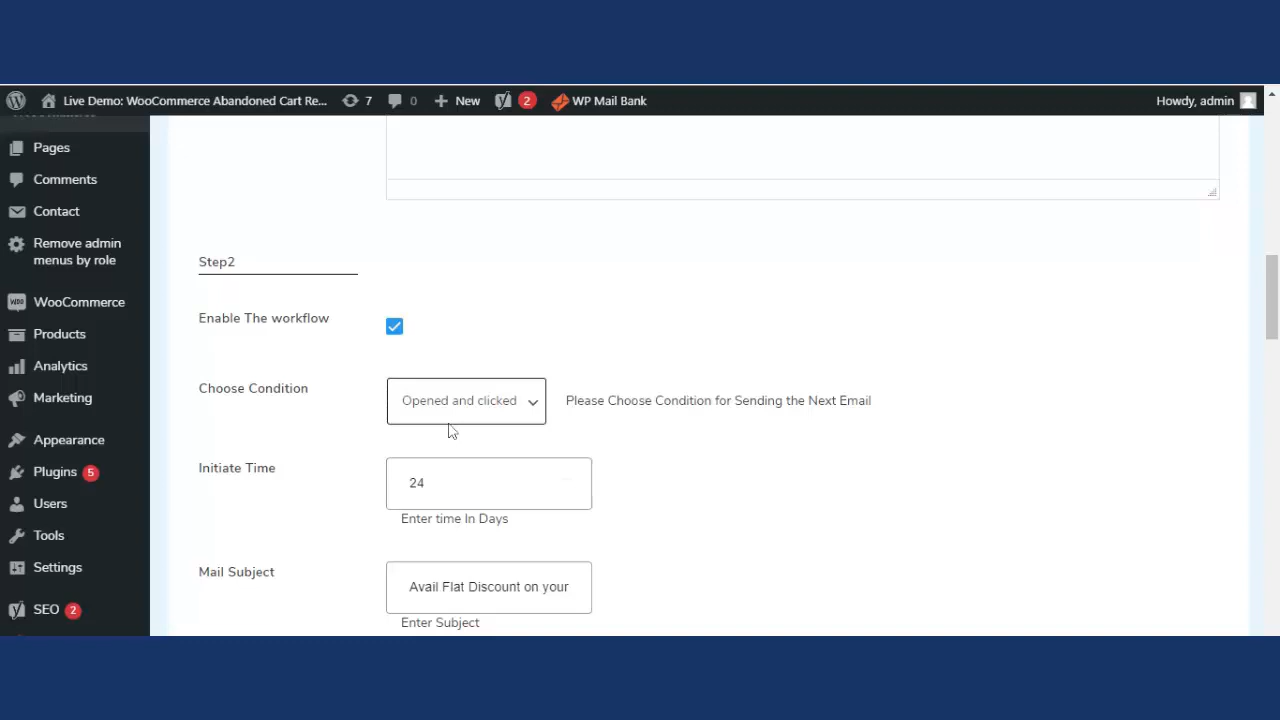 Live Demo: WooCommerce Abandoned Cart Re...
7
0
New
2
WP Mail Bank
Howdy, admin
Pages
Comments
Contact
Remove admin
menus by role
WooCommerce
Products
Analytics
Marketing
Appearance
Plugins 5
Users
Tools
Settings
SEO 2
Step2
Enable The workflow
Choose Condition
Opened and clicked
Please Choose Condition for Sending the Next Email
Initiate Time
24
Enter time In Days
Mail Subject
Avail Flat Discount on your
Enter Subject